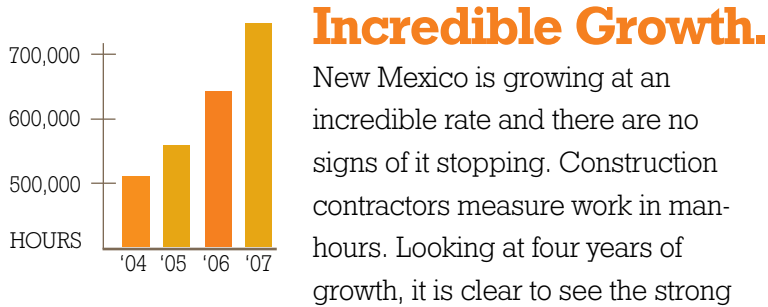 Incredible Growth.
700,000
600,000
500,000
HOURS
‘04 ‘05 ‘06 ‘07
New Mexico is growing at an
incredible rate and there are no
signs of it stopping. Construction
contractors measure work in man-
hours. Looking at four years of
growth, it is clear to see the strong